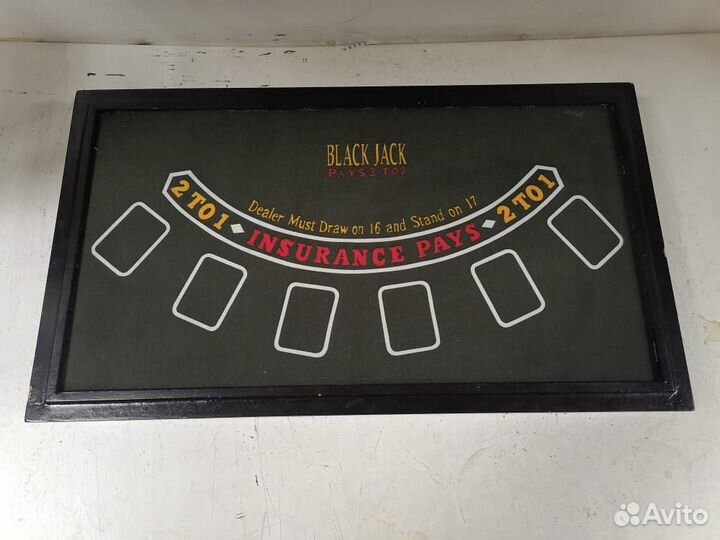 BLACK JACK
PAYS 3 TO 2
Dealer Must Draw on 16 and Stand on 17
2 TO 1 INSURANCE PAYS 2 TO 1
Avito